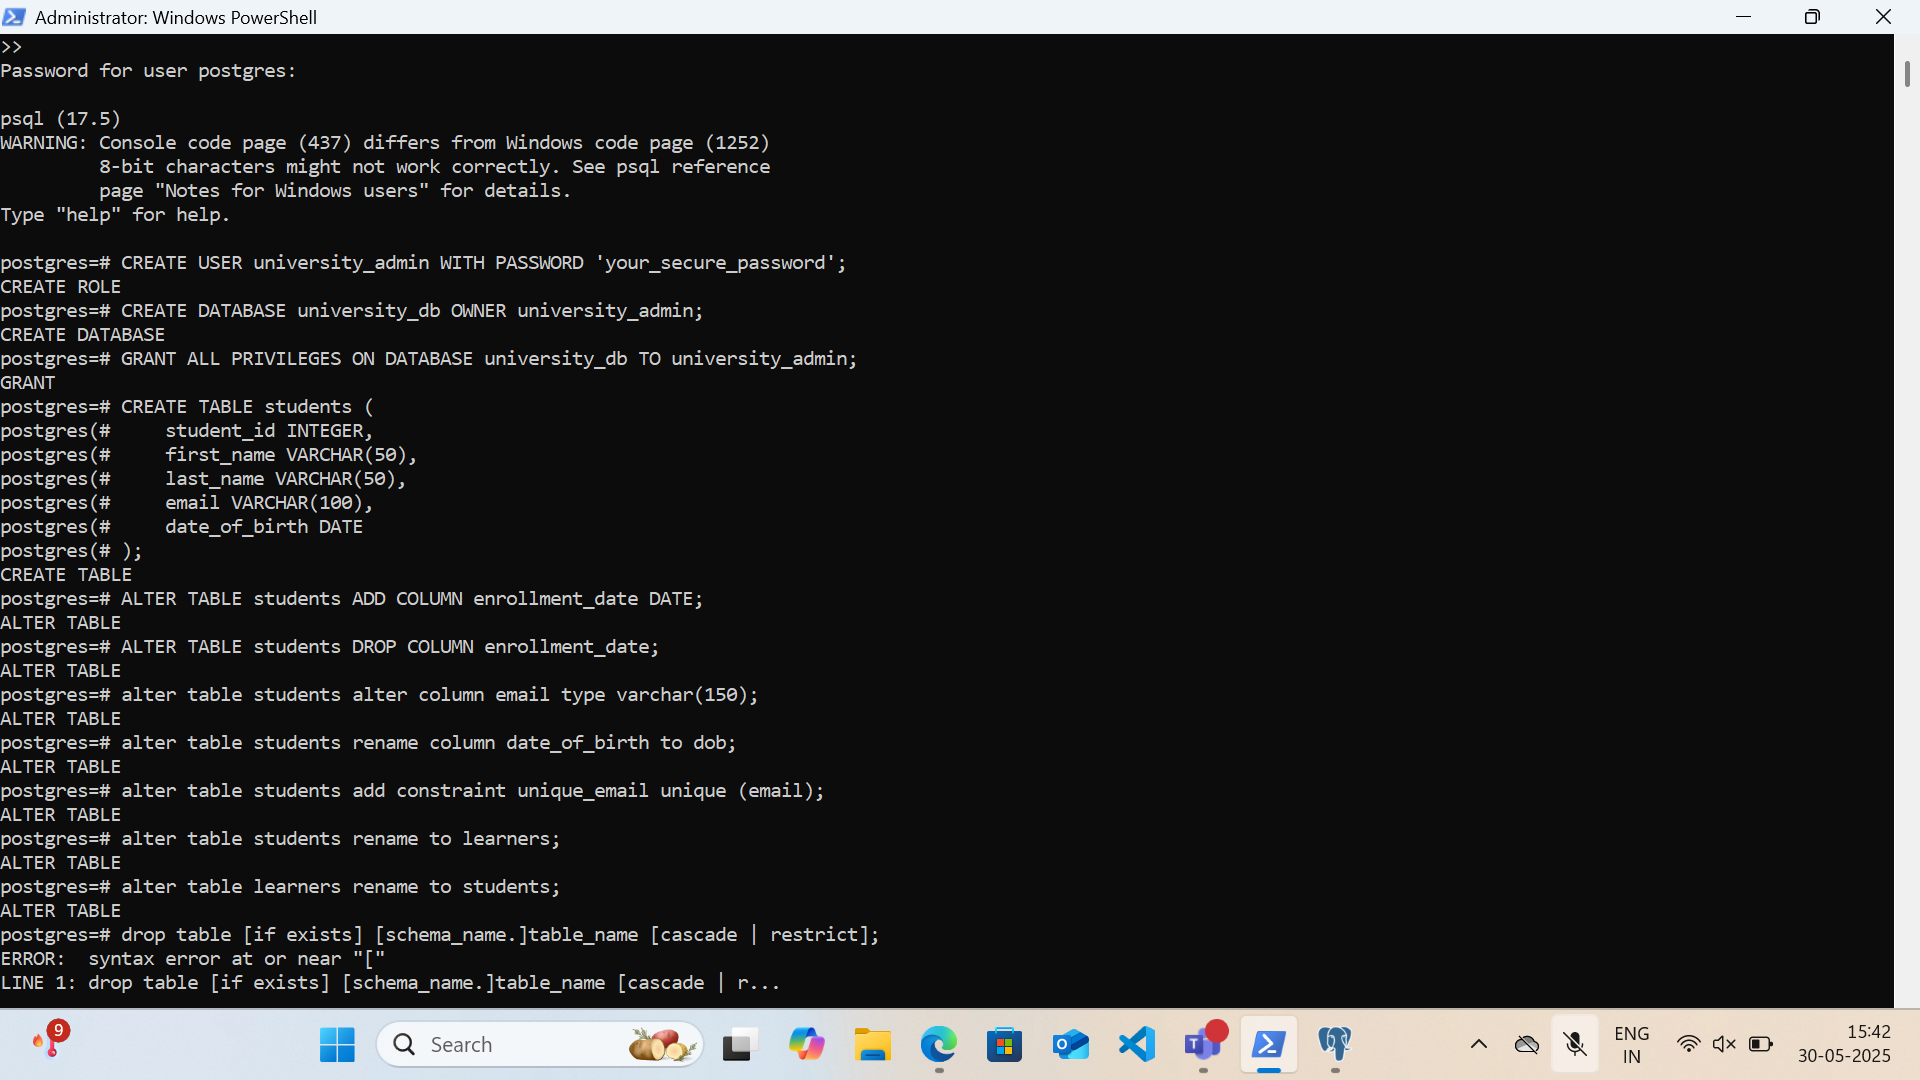 Administrator: Windows PowerShell
>>
Password for user postgres:
psql (17.5)
WARNING: Console code page (437) differs from Windows code page (1252)
         8-bit characters might not work correctly. See psql reference
         page "Notes for Windows users" for details.
Type "help" for help.
postgres=# CREATE USER university_admin WITH PASSWORD 'your_secure_password';
CREATE ROLE
postgres=# CREATE DATABASE university_db OWNER university_admin;
CREATE DATABASE
postgres=# GRANT ALL PRIVILEGES ON DATABASE university_db TO university_admin;
GRANT
postgres=# CREATE TABLE students (
postgres(#     student_id INTEGER,
postgres(#     first_name VARCHAR(50),
postgres(#     last_name VARCHAR(50),
postgres(#     email VARCHAR(100),
postgres(#     date_of_birth DATE
postgres(# );
CREATE TABLE
postgres=# ALTER TABLE students ADD COLUMN enrollment_date DATE;
ALTER TABLE
postgres=# ALTER TABLE students DROP COLUMN enrollment_date;
ALTER TABLE
postgres=# alter table students alter column email type varchar(150);
ALTER TABLE
postgres=# alter table students rename column date_of_birth to dob;
ALTER TABLE
postgres=# alter table students add constraint unique_email unique (email);
ALTER TABLE
postgres=# alter table students rename to learners;
ALTER TABLE
postgres=# alter table learners rename to students;
ALTER TABLE
postgres=# drop table [if exists] [schema_name.]table_name [cascade | restrict];
ERROR:  syntax error at or near "["
LINE 1: drop table [if exists] [schema_name.]table_name [cascade | r...
9
Search
ENG
IN
15:42
30-05-2025